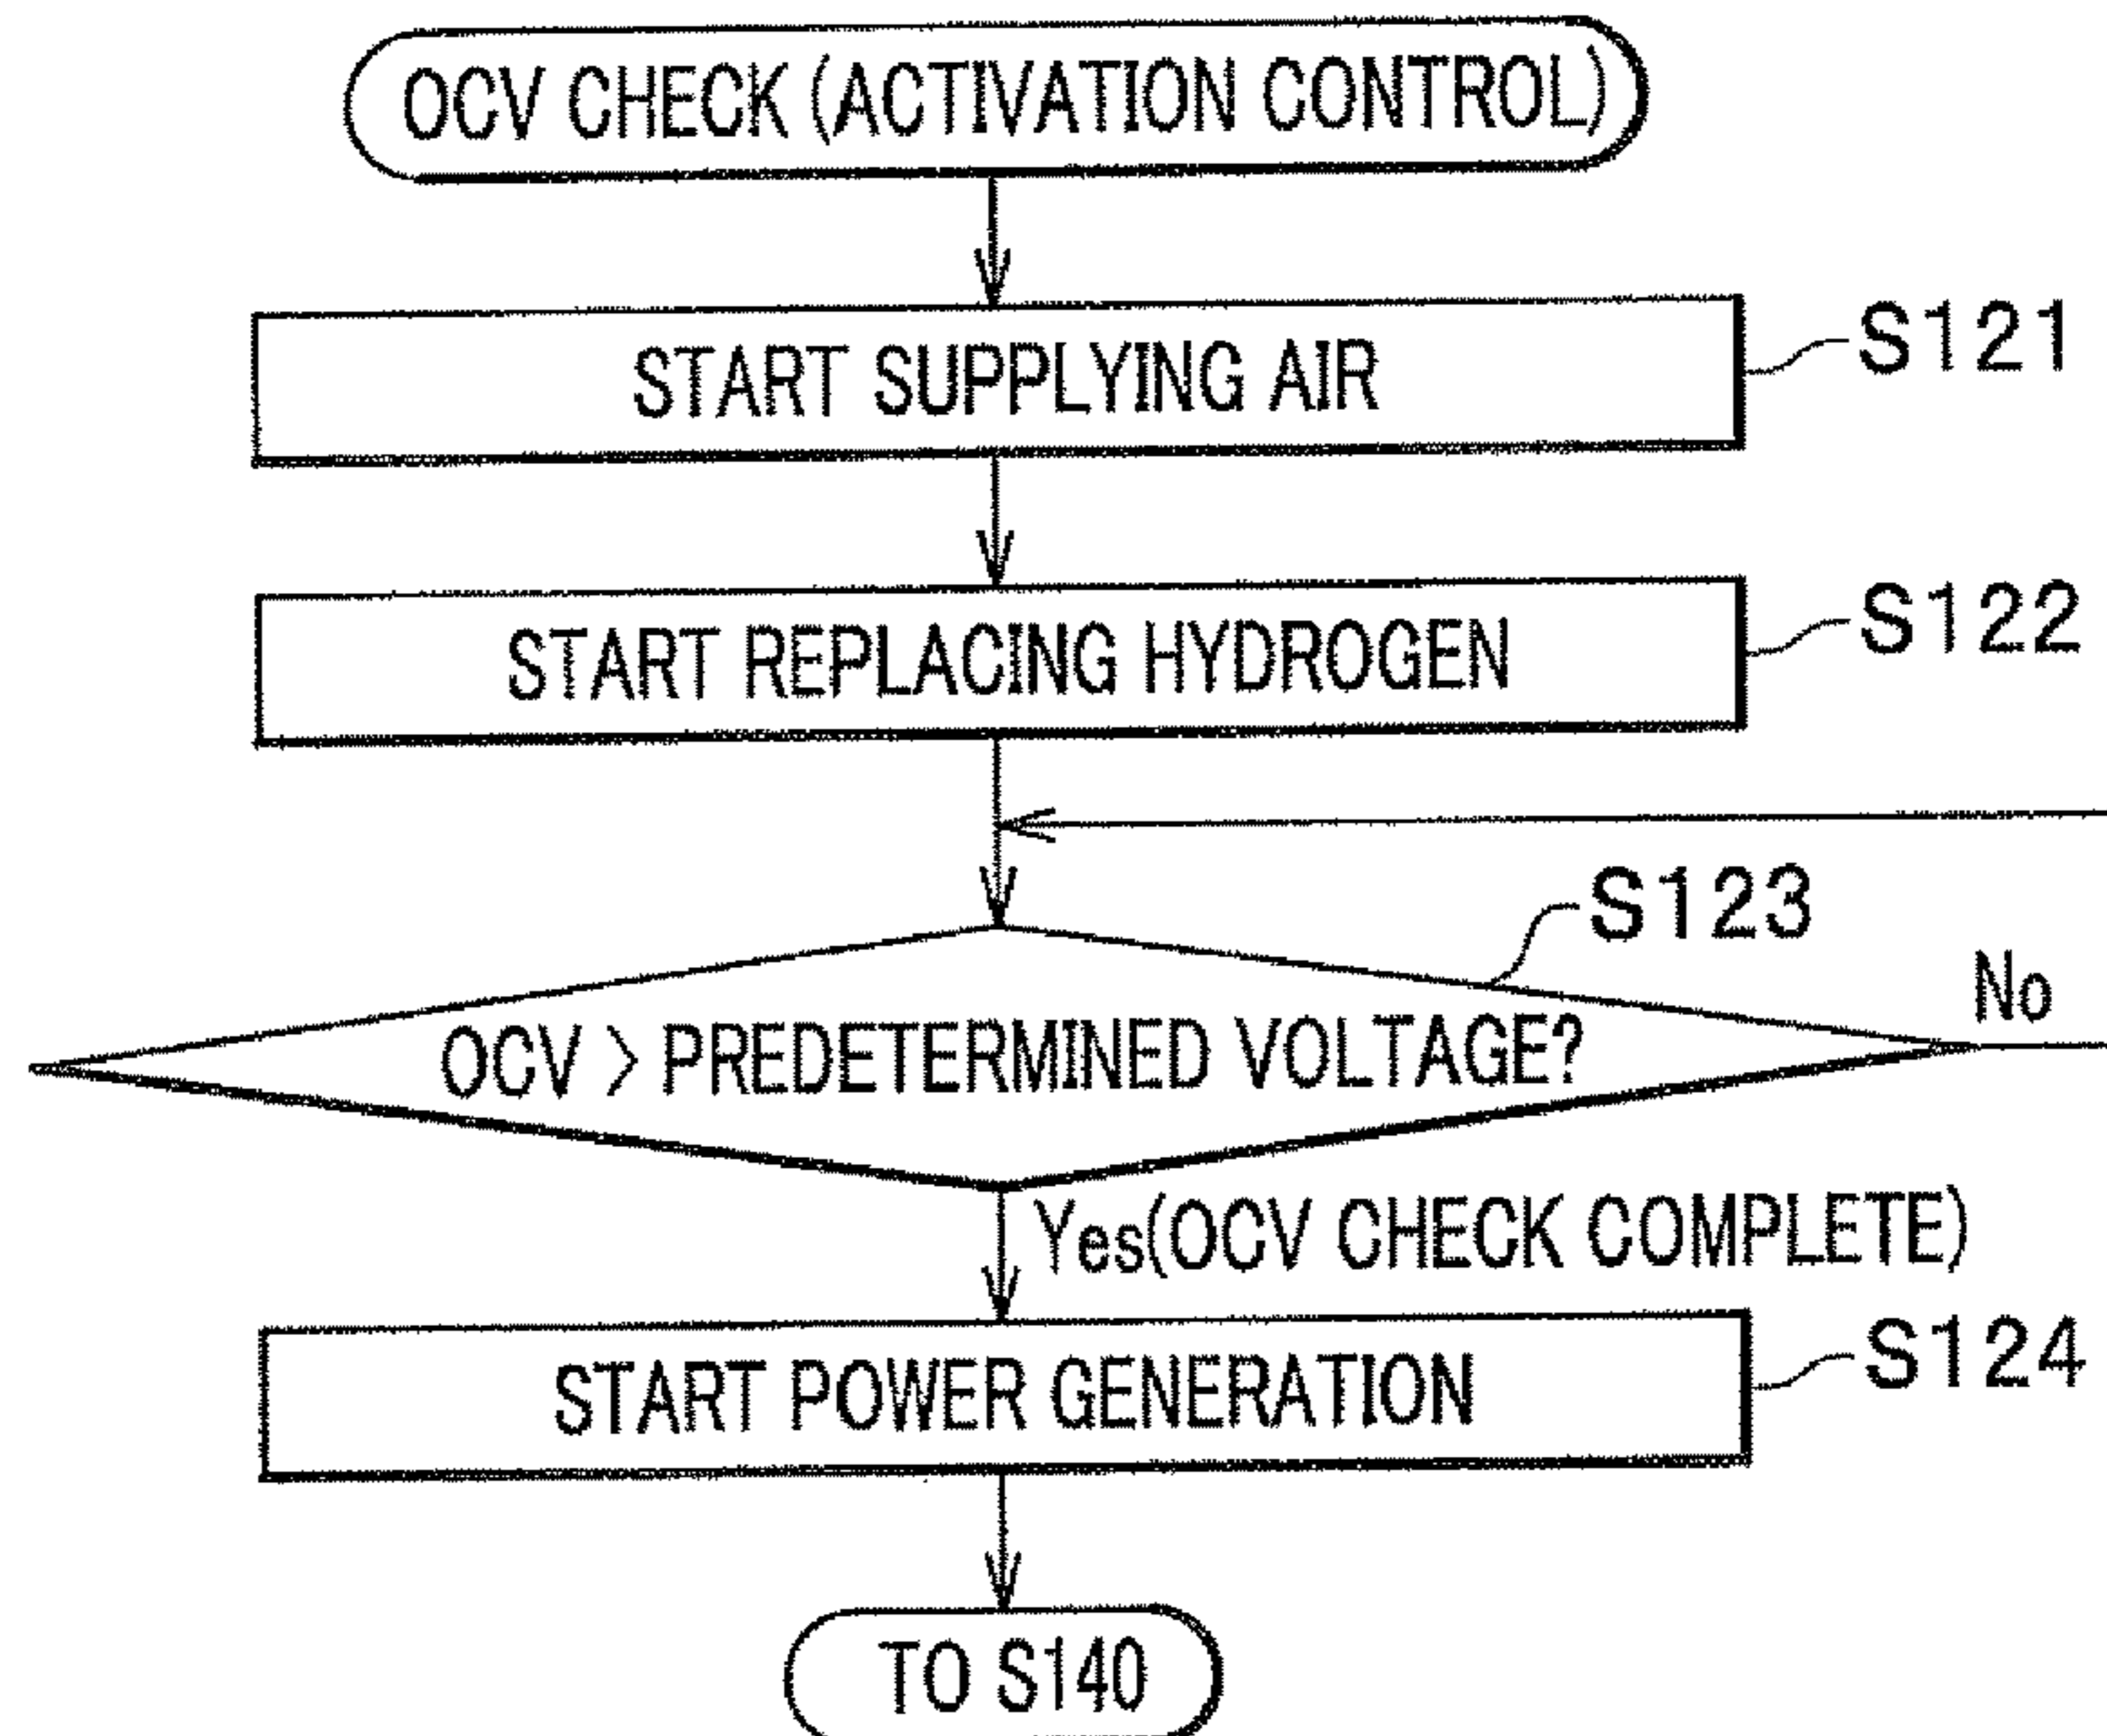 OCV CHECK (ACTIVATION CONTROL)
START SUPPLYING AIR
S121
START REPLACING HYDROGEN
S122
S123
OCV > PREDETERMINED VOLTAGE?
No
Yes(OCV CHECK COMPLETE)
START POWER GENERATION
S124
TO S140